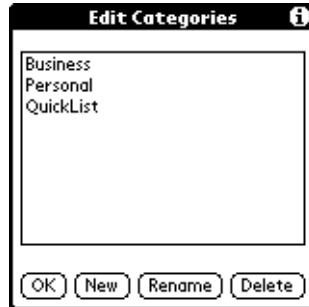 Edit Categories i
Business
Personal
QuickList
OK New Rename Delete